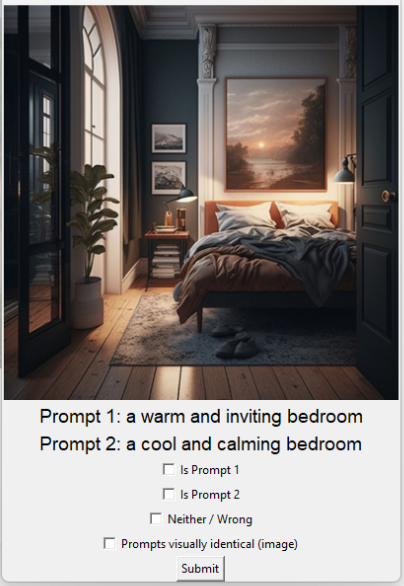 Prompt 1: a warm and inviting bedroom
Prompt 2: a cool and calming bedroom
Is Prompt 1
Is Prompt 2
Neither / Wrong
Prompts visually identical (image)
Submit